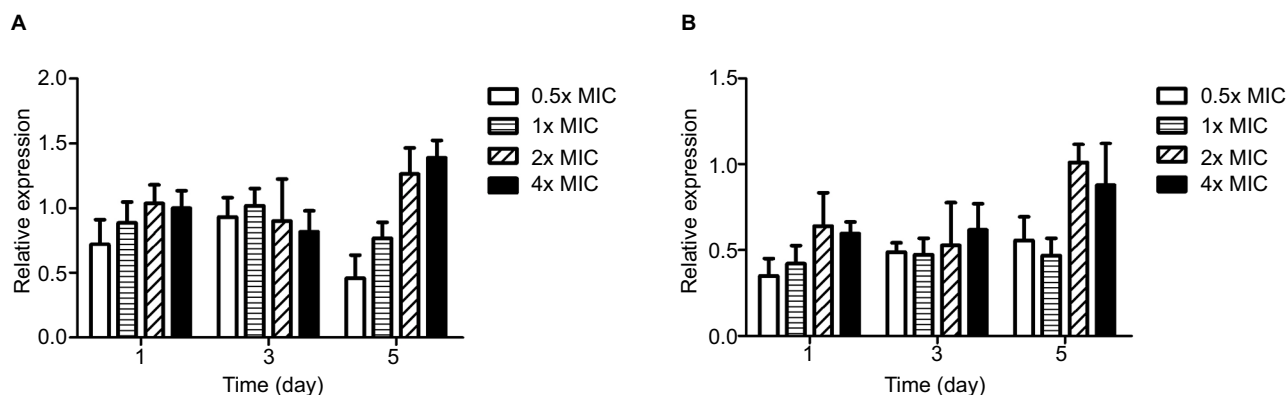 A
Relative expression
2.0
1.5
1.0
0.5
0.0
1 3 5
Time (day)
0.5x MIC
1x MIC
2x MIC
4x MIC
B
Relative expression
1.5
1.0
0.5
0.0
1 3 5
Time (day)
0.5x MIC
1x MIC
2x MIC
4x MIC